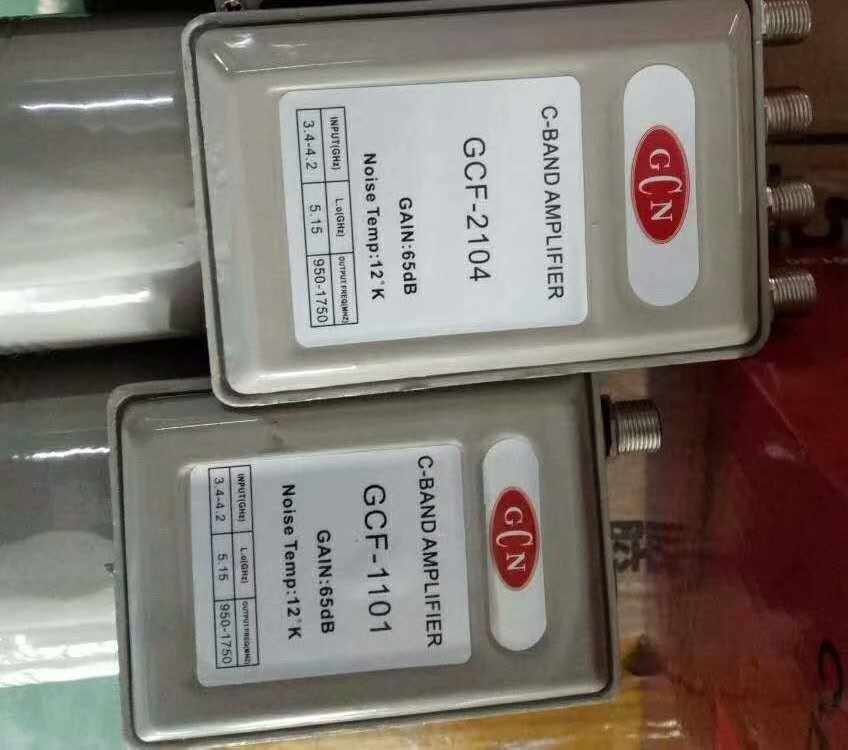 GCN
C-BAND AMPLIFIER
GCF-2104
GAIN:65dB
Noise Temp:12°K
INPUT(GHz) L.o(GHz) OUTPUT FREQ(MHZ)
3.4-4.2 5.15 950-1750
GCN
C-BAND AMPLIFIER
GCF-1101
GAIN:65dB
Noise Temp:12°K
INPUT(GHz) L.o(GHz) OUTPUT FREQ(MHZ)
3.4-4.2 5.15 950-1750